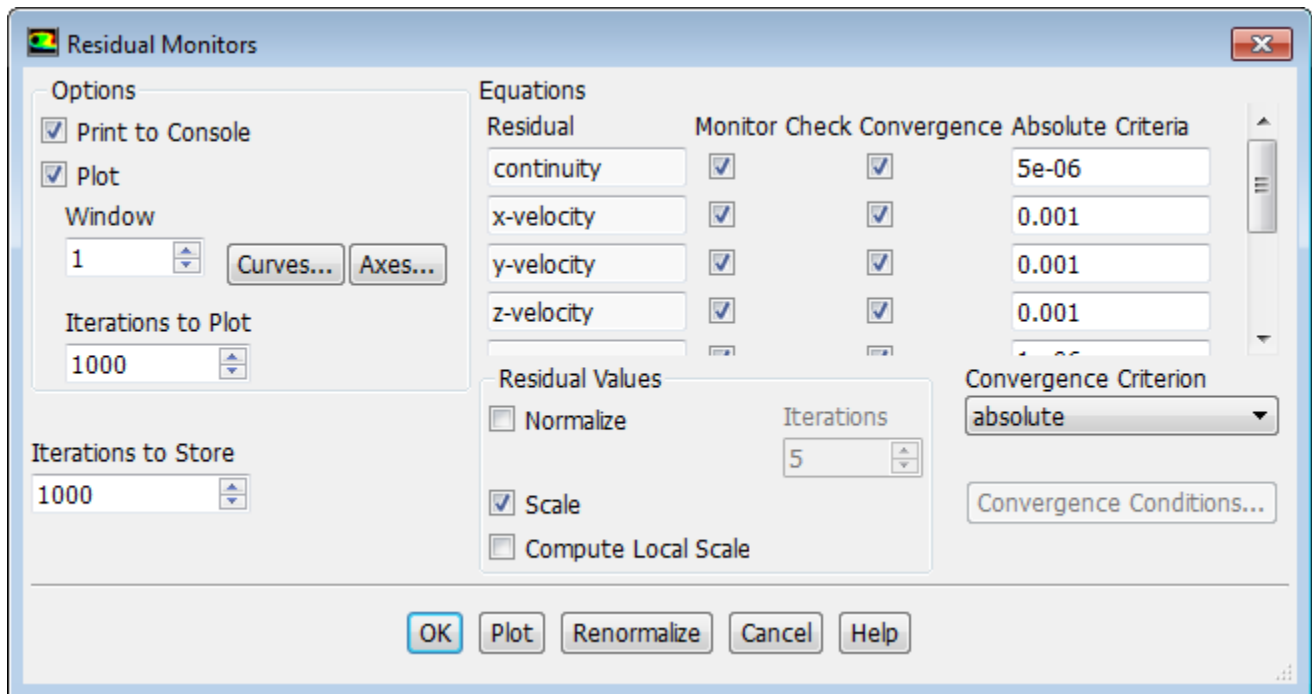 Residual Monitors
Options
Print to Console
Plot
Window
1
Curves... Axes...
Iterations to Plot
1000
Iterations to Store
1000
Equations
Residual Monitor Check Convergence Absolute Criteria
continuity 5e-06
x-velocity 0.001
y-velocity 0.001
z-velocity 0.001
Residual Values
Normalize Iterations
5
Scale
Compute Local Scale
Convergence Criterion
absolute
Convergence Conditions...
OK Plot Renormalize Cancel Help